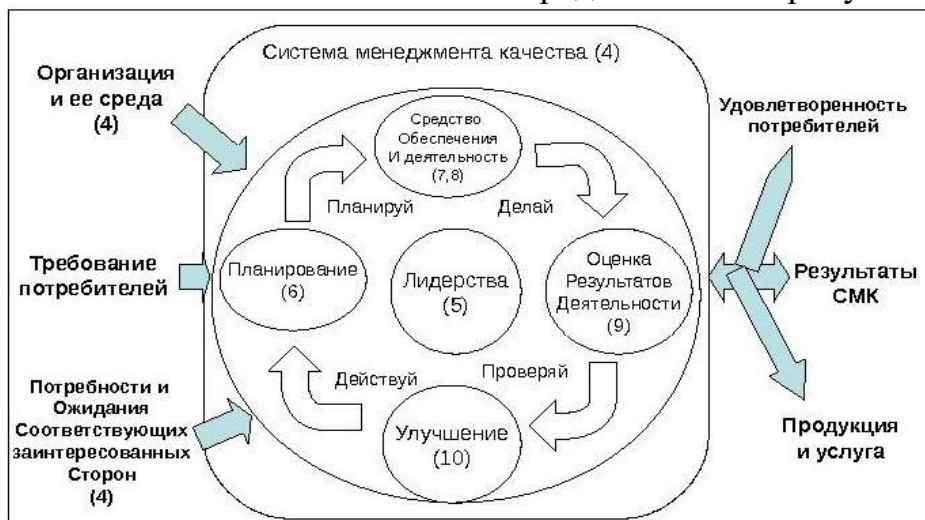 Система менеджмента качества (4)
Организация
и ее среда
(4)
Требование
потребителей
Потребности и
Ожидания
Соответствующих
заинтересованных
Сторон
(4)
Средство
Обеспечения
И деятельность
(7,8)
Планируй
Делай
Планирование
(6)
Лидерства
(5)
Оценка
Результатов
Деятельности
(9)
Действуй
Проверяй
Улучшение
(10)
Удовлетворенность
потребителей
Результаты
СМК
Продукция
и услуга